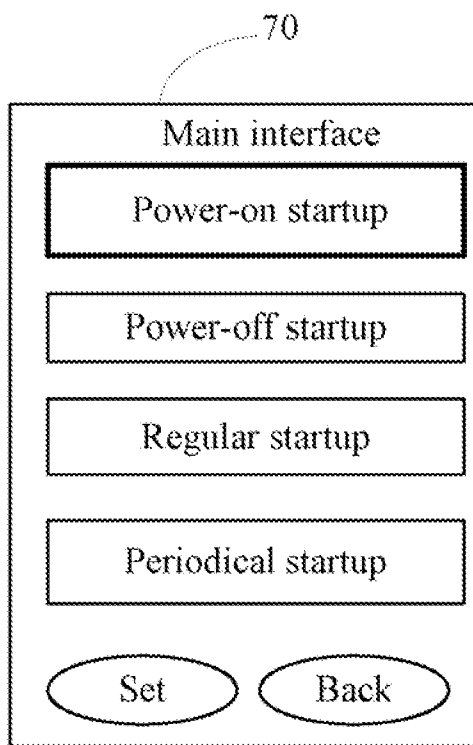 70
Main interface
Power-on startup
Power-off startup
Regular startup
Periodical startup
Set Back